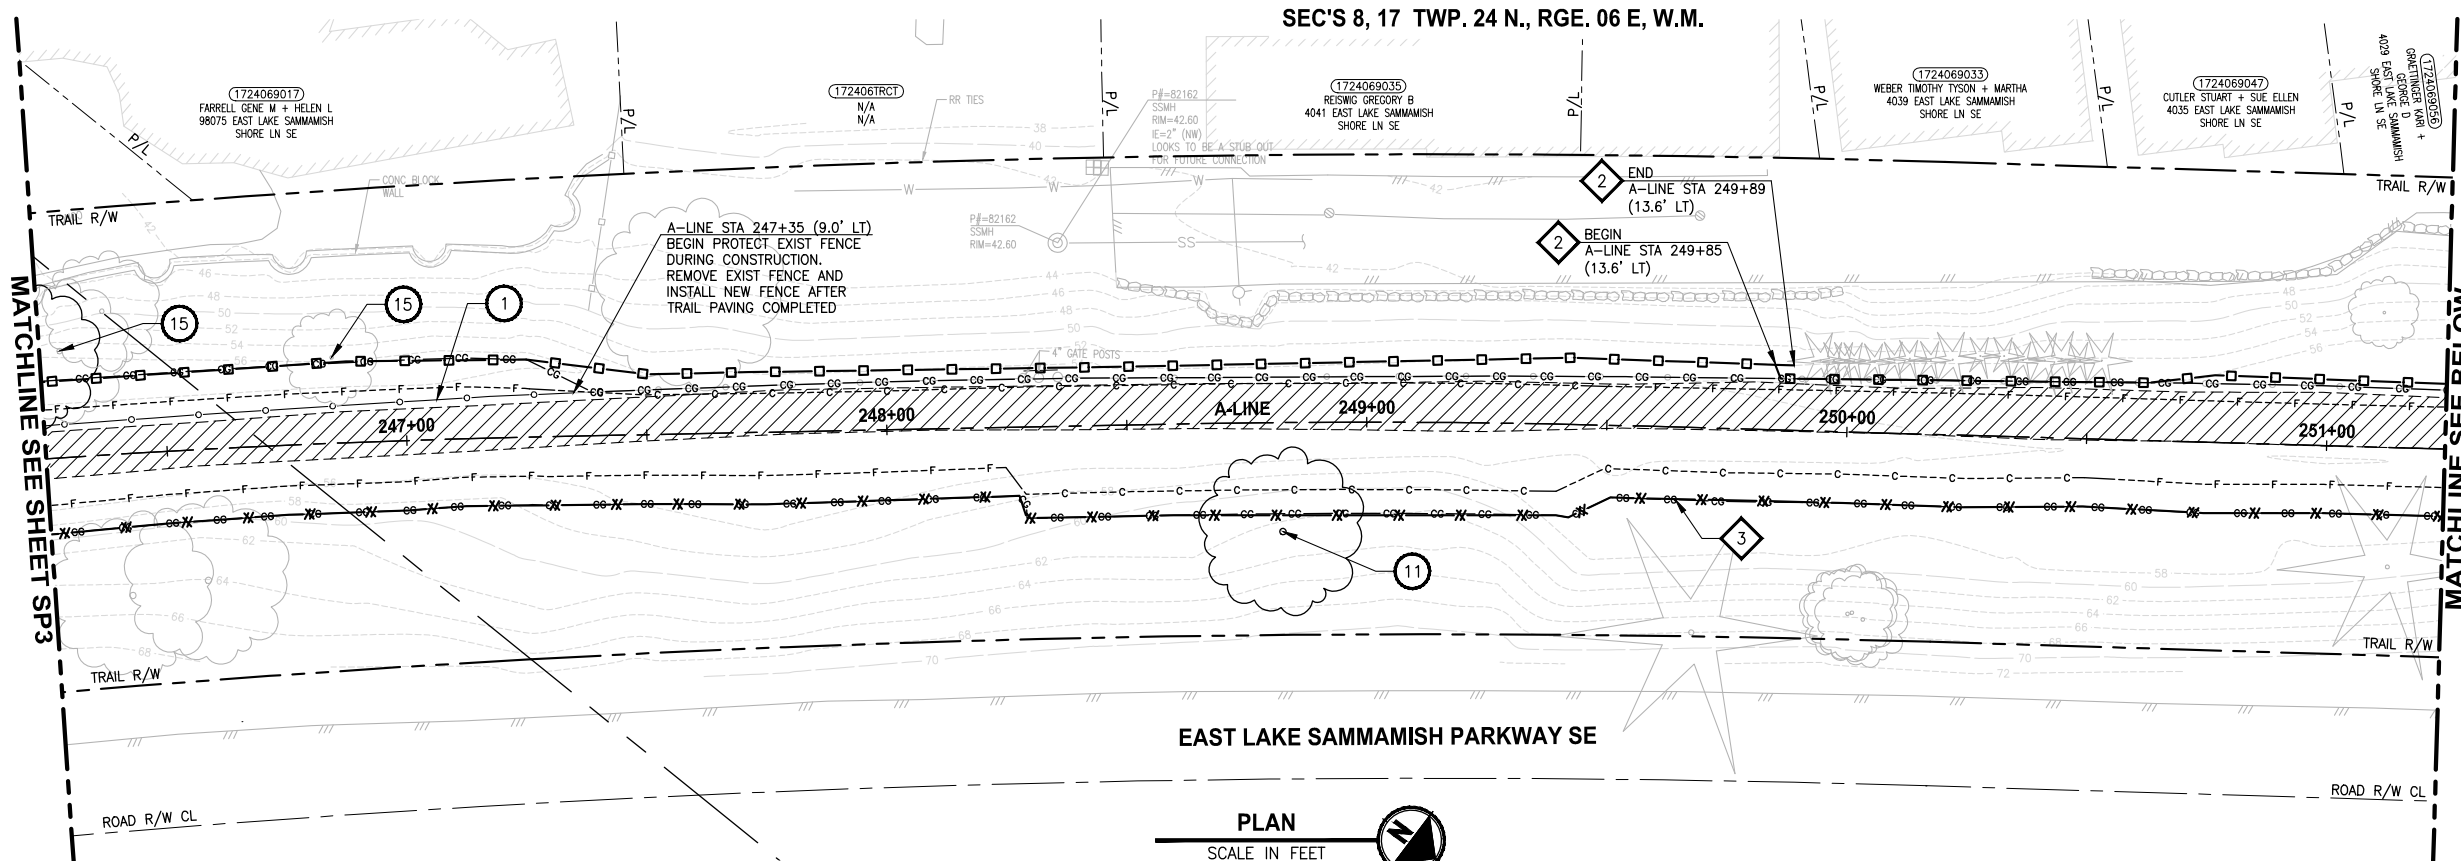 SEC'S 8, 17 TWP. 24 N., RGE. 06 E, W.M.
1724069017
FARRELL GENE M + HELEN L
98075 EAST LAKE SAMMAMISH
SHORE LN SE
172406TRCT
N/A
N/A
RR TIES
P#=82162
SSMH
RIM=42.60
IE=2" (NW)
LOOKS TO BE A STUB OUT
FOR FUTURE CONNECTION
1724069035
REISWIG GREGORY B
4041 EAST LAKE SAMMAMISH
SHORE LN SE
1724069033
WEBER TIMOTHY TYSON + MARTHA
4039 EAST LAKE SAMMAMISH
SHORE LN SE
1724069047
CUTLER STUART + SUE ELLEN
4035 EAST LAKE SAMMAMISH
SHORE LN SE
1724069056
GRAETTINGER KARI +
GEORGE D
4029 EAST LAKE SAMMAMISH
SHORE LN SE
P/L
P/L
P/L
P/L
P/L
P/L
P/L
TRAIL R/W
TRAIL R/W
CONC BLOCK
WALL
P#=82162
SSMH
RIM=42.60
W W W
SS
2
END
A-LINE STA 249+89
(13.6' LT)
2
BEGIN
A-LINE STA 249+85
(13.6' LT)
A-LINE STA 247+35 (9.0' LT)
BEGIN PROTECT EXIST FENCE
DURING CONSTRUCTION.
REMOVE EXIST FENCE AND
INSTALL NEW FENCE AFTER
TRAIL PAVING COMPLETED
15
15
1
4" GATE POSTS
247+00
248+00
A-LINE
249+00
250+00
251+00
11
3
MATCHLINE SEE SHEET SP3
MATCHLINE SEE BELOW
TRAIL R/W
TRAIL R/W
EAST LAKE SAMMAMISH PARKWAY SE
ROAD R/W CL
ROAD R/W CL
PLAN
N
SCALE IN FEET